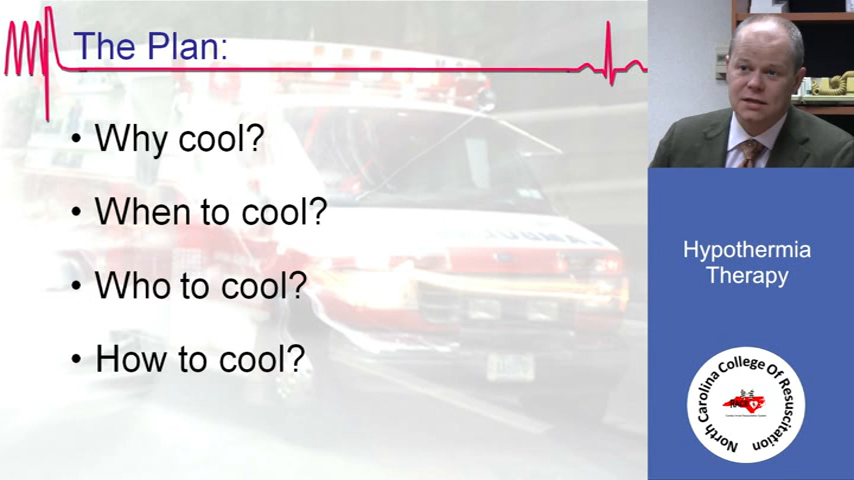 The Plan:
• Why cool?
• When to cool?
• Who to cool?
• How to cool?
Hypothermia
Therapy
North Carolina College Of Resuscitation